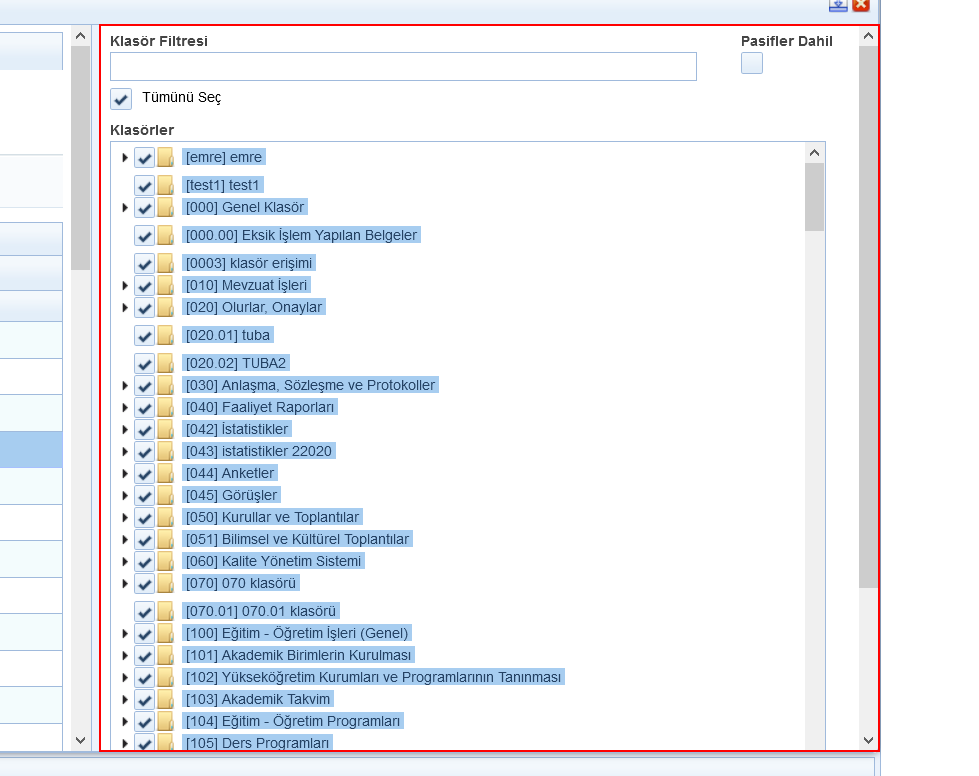 Klasör Filtresi
Pasifler Dahil
Tümünü Seç
Klasörler
[emre] emre
[test1] test1
[000] Genel Klasör
[000.00] Eksik İşlem Yapılan Belgeler
[0003] klasör erişimi
[010] Mevzuat İşleri
[020] Olurlar, Onaylar
[020.01] tuba
[020.02] TUBA2
[030] Anlaşma, Sözleşme ve Protokoller
[040] Faaliyet Raporları
[042] İstatistikler
[043] istatistikler 22020
[044] Anketler
[045] Görüşler
[050] Kurullar ve Toplantılar
[051] Bilimsel ve Kültürel Toplantılar
[060] Kalite Yönetim Sistemi
[070] 070 klasörü
[070.01] 070.01 klasörü
[100] Eğitim - Öğretim İşleri (Genel)
[101] Akademik Birimlerin Kurulması
[102] Yükseköğretim Kurumları ve Programlarının Tanınması
[103] Akademik Takvim
[104] Eğitim - Öğretim Programları
[105] Ders Programları